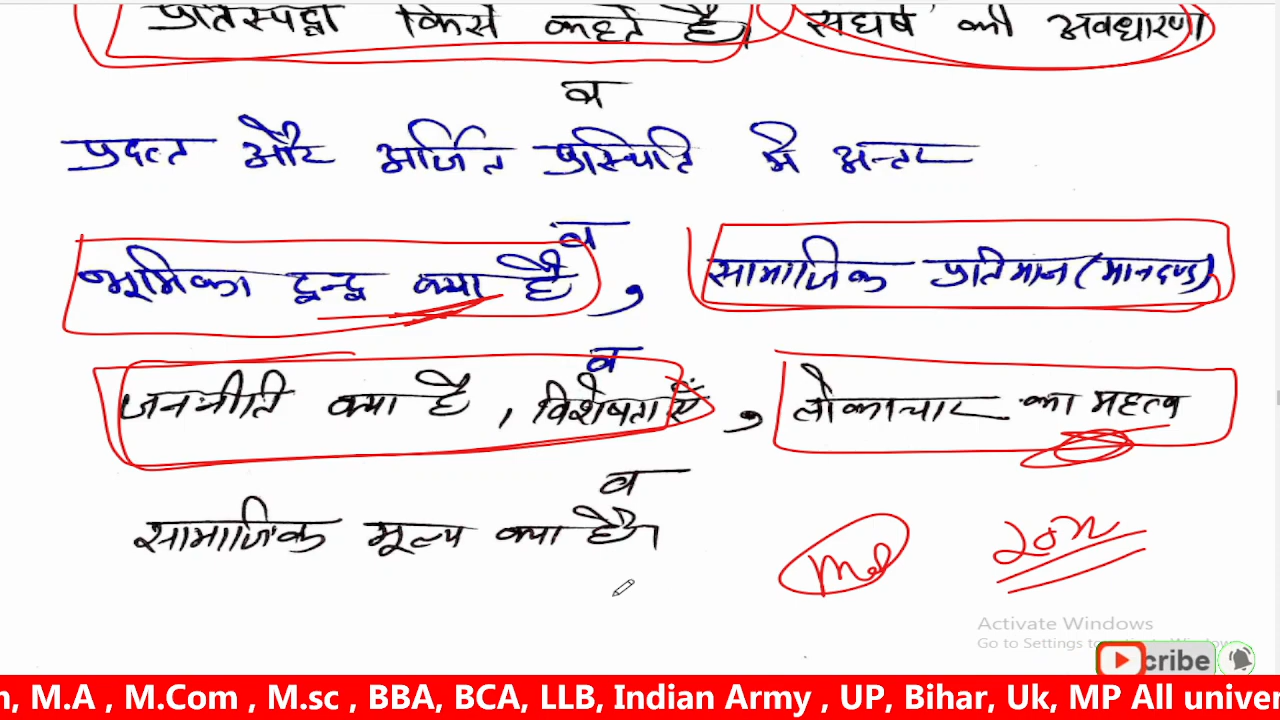 प्रतिस्पर्द्धा किसे कहते है। संघर्ष की अवधारणा
व
प्रदत्त और अर्जित प्रस्थिति में अन्तर
व
भूमिका द्वन्द्व क्या है , सामाजिक प्रतिमान (मानदण्ड)
व
जननीति क्या है , विशेषताएँ , लोकाचार का महत्व
व
सामाजिक मूल्य क्या है।
Activate Windows
Go to Settings to activate Windows.
cribe
, M.A , M.Com , M.sc , BBA, BCA, LLB, Indian Army , UP, Bihar, Uk, MP All univer